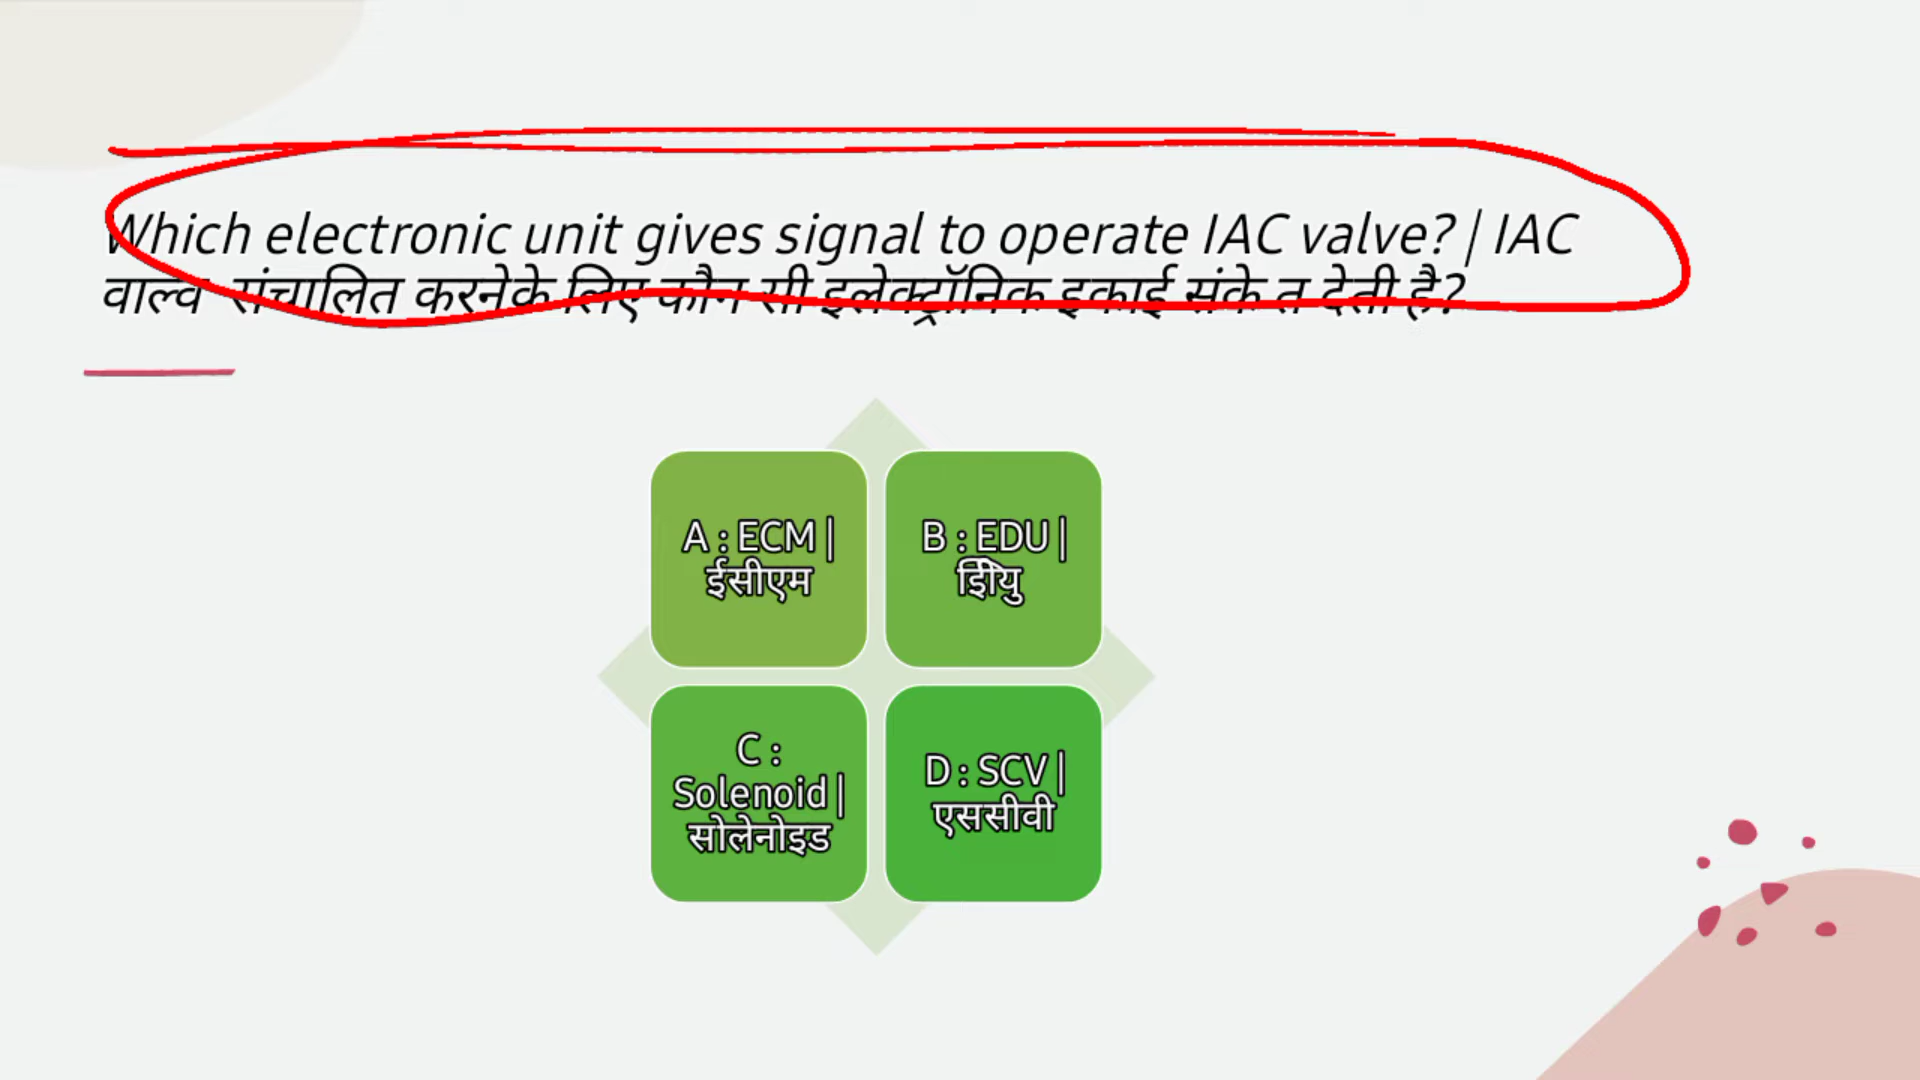 Which electronic unit gives signal to operate IAC valve? | IAC
वाल्व संचालित करनेके लिए कौन सी इलेक्ट्रॉनिक इकाई संके त देती है?
A : ECM |
ईसीएम
B : EDU |
C :
Solenoid |
सोलेनोइड
D : SCV |
एससीवी